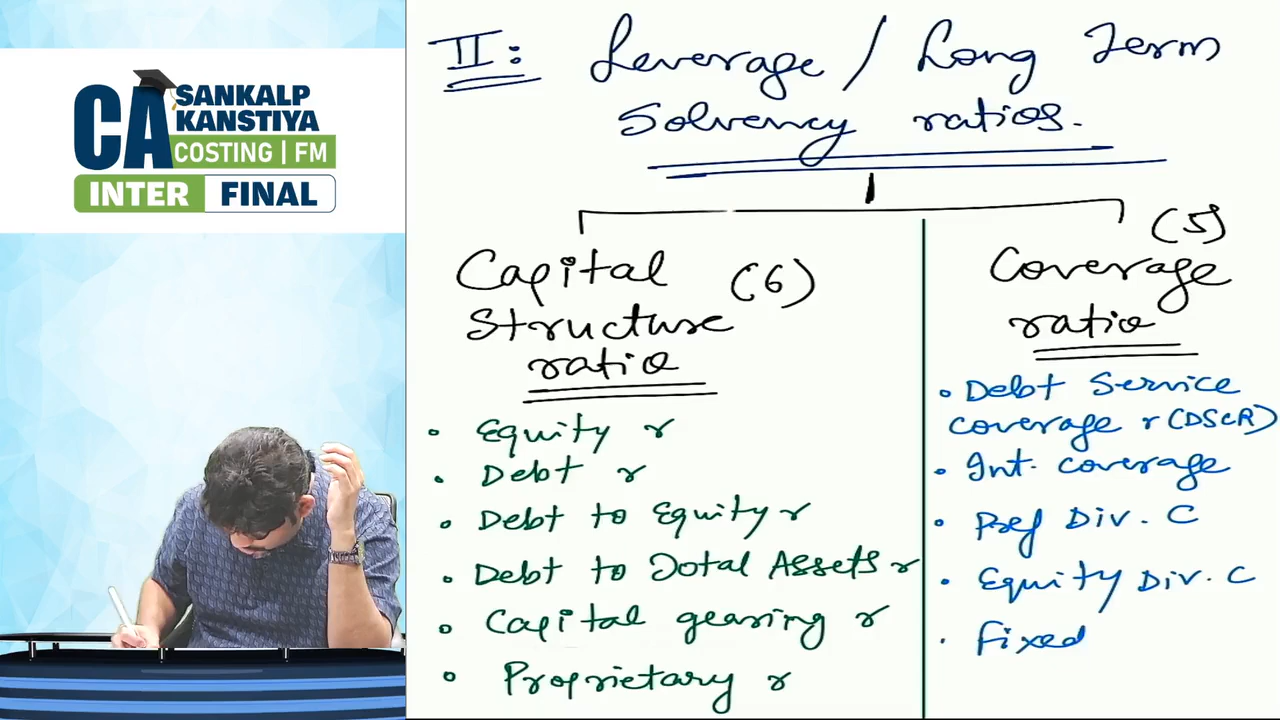 CA SANKALP
KANSTIYA
COSTING | FM
INTER FINAL
II: Leverage / Long Term
Solvency ratios.
Capital (6)
Structure
ratio
• Equity r
• Debt r
• Debt to Equity r
• Debt to Total Assets r
• Capital gearing r
• Proprietary r
(5)
Coverage
ratio
• Debt Service
coverage r (DSCR)
• Int. coverage
• Pref Div. C
• Equity Div. C
• Fixed